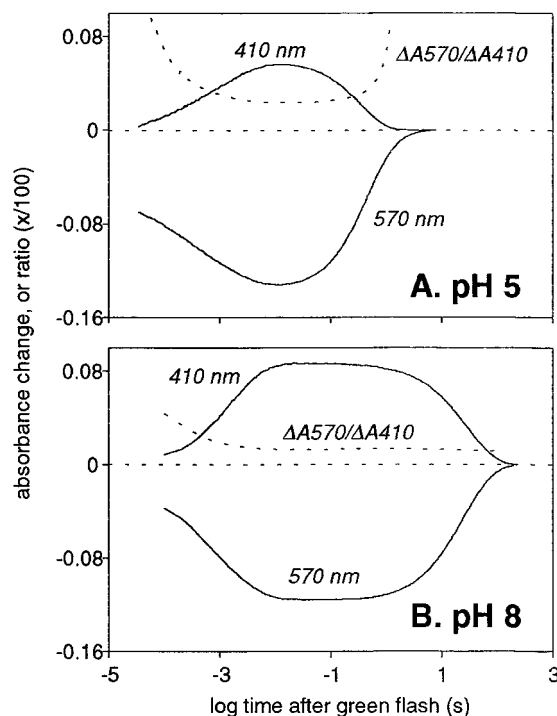 0.08
410 nm
ΔA570/ΔA410
0
-0.08
570 nm
A. pH 5
-0.16
absorbance change, or ratio (x/100)
0.08
410 nm
ΔA570/ΔA410
0
-0.08
570 nm
B. pH 8
-0.16
-5 -3 -1 1 3
log time after green flash (s)